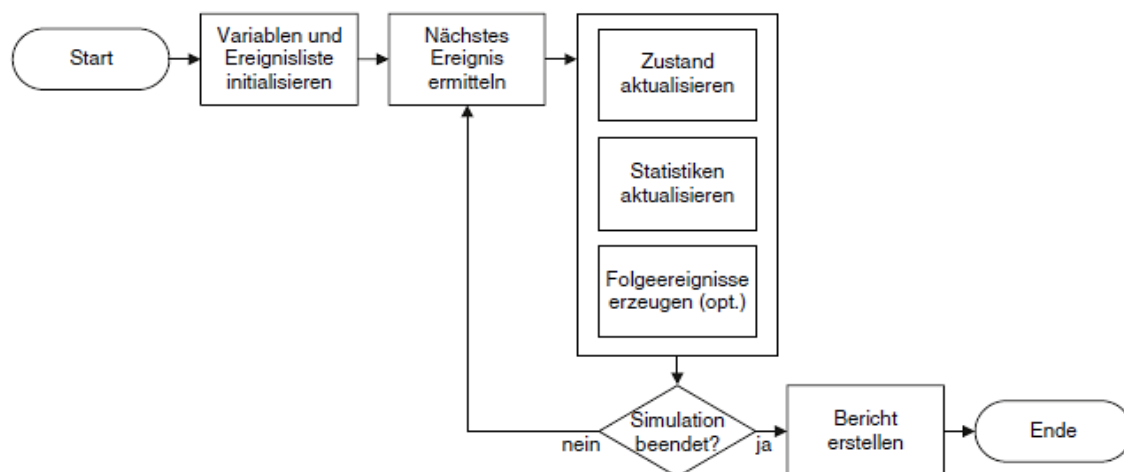 Start
Variablen und
Ereignisliste
initialisieren
Nächstes
Ereignis
ermitteln
Zustand
aktualisieren
Statistiken
aktualisieren
Folgeereignisse
erzeugen (opt.)
Simulation
beendet?
nein
ja
Bericht
erstellen
Ende